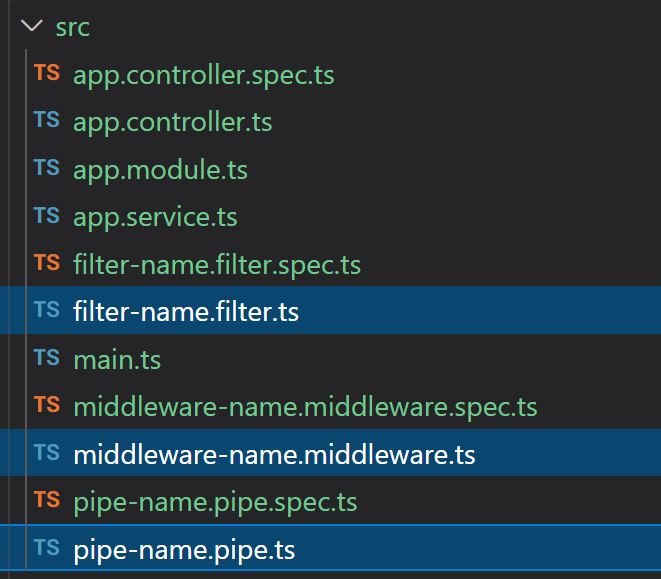 src
TS app.controller.spec.ts
TS app.controller.ts
TS app.module.ts
TS app.service.ts
TS filter-name.filter.spec.ts
TS filter-name.filter.ts
TS main.ts
TS middleware-name.middleware.spec.ts
TS middleware-name.middleware.ts
TS pipe-name.pipe.spec.ts
TS pipe-name.pipe.ts